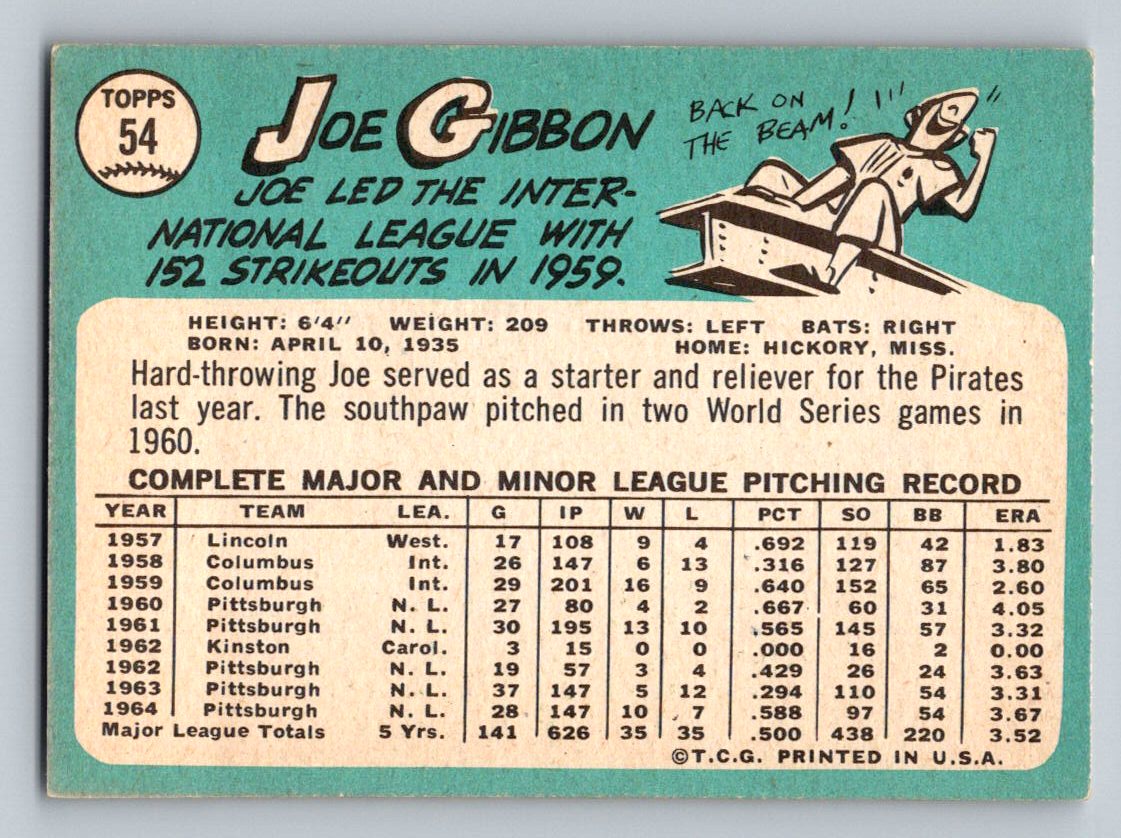 TOPPS
54
JOE GIBBON
BACK ON
THE BEAM!
JOE LED THE INTER-
NATIONAL LEAGUE WITH
152 STRIKEOUTS IN 1959.
HEIGHT: 6'4" WEIGHT: 209 THROWS: LEFT BATS: RIGHT
BORN: APRIL 10, 1935 HOME: HICKORY, MISS.
Hard-throwing Joe served as a starter and reliever for the Pirates
last year. The southpaw pitched in two World Series games in
1960.
COMPLETE MAJOR AND MINOR LEAGUE PITCHING RECORD
YEAR TEAM LEA. G IP W L PCT SO BB ERA
1957 Lincoln West. 17 108 9 4 .692 119 42 1.83
1958 Columbus Int. 26 147 6 13 .316 127 87 3.80
1959 Columbus Int. 29 201 16 9 .640 152 65 2.60
1960 Pittsburgh N. L. 27 80 4 2 .667 60 31 4.05
1961 Pittsburgh N. L. 30 195 13 10 .565 145 57 3.32
1962 Kinston Carol. 3 15 0 0 .000 16 2 0.00
1962 Pittsburgh N. L. 19 57 3 4 .429 26 24 3.63
1963 Pittsburgh N. L. 37 147 5 12 .294 110 54 3.31
1964 Pittsburgh N. L. 28 147 10 7 .588 97 54 3.67
Major League Totals 5 Yrs. 141 626 35 35 .500 438 220 3.52
©T.C.G. PRINTED IN U.S.A.